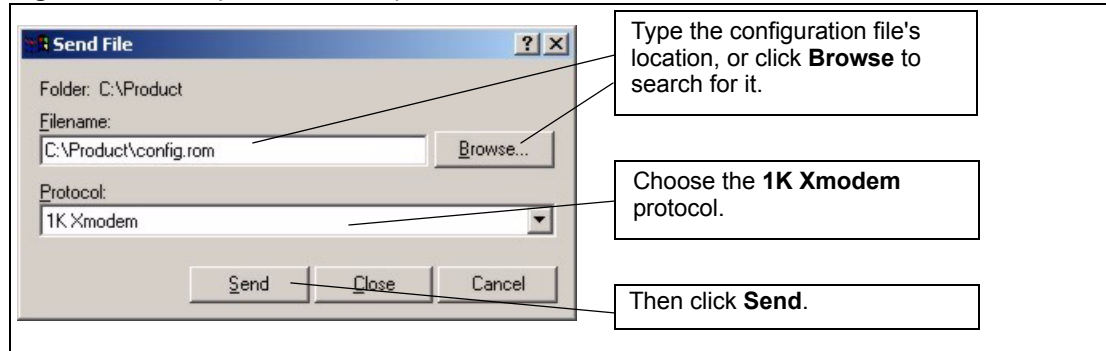 Send File
Folder: C:\Product
Filename:
C:\Product\config.rom
Browse...
Protocol:
1K Xmodem
Send
Close
Cancel
Type the configuration file's
location, or click Browse to
search for it.
Choose the 1K Xmodem
protocol.
Then click Send.